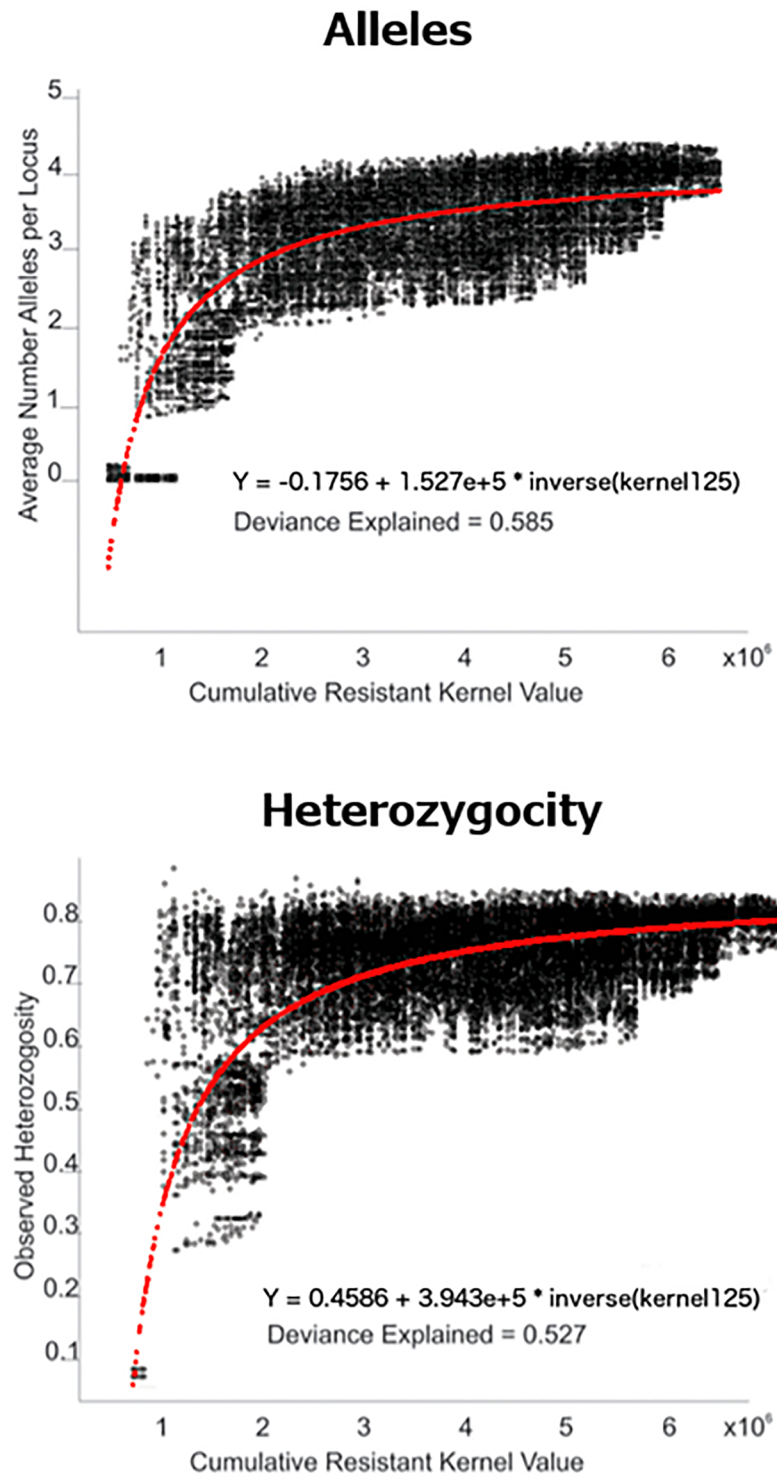 Alleles
5
4
3
2
1
0
Average Number Alleles per Locus
Y = -0.1756 + 1.527e+5 * inverse(kernel125)
Deviance Explained = 0.585
1 2 3 4 5 6 x10⁶
Cumulative Resistant Kernel Value
Heterozygocity
0.8
0.7
0.6
0.5
0.4
0.3
0.2
0.1
Observed Heterozogosity
Y = 0.4586 + 3.943e+5 * inverse(kernel125)
Deviance Explained = 0.527
1 2 3 4 5 6 x10⁶
Cumulative Resistant Kernel Value